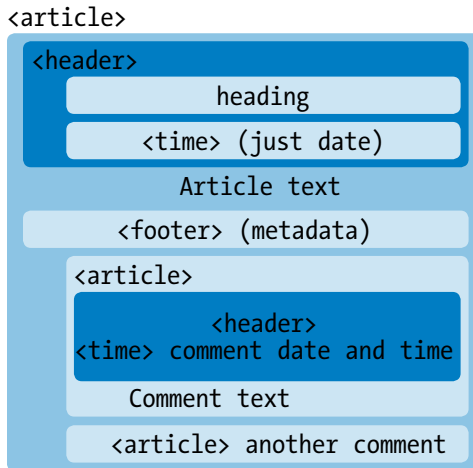 <article>
<header>
heading
<time> (just date)
Article text
<footer> (metadata)
<article>
<header>
<time> comment date and time
Comment text
<article> another comment